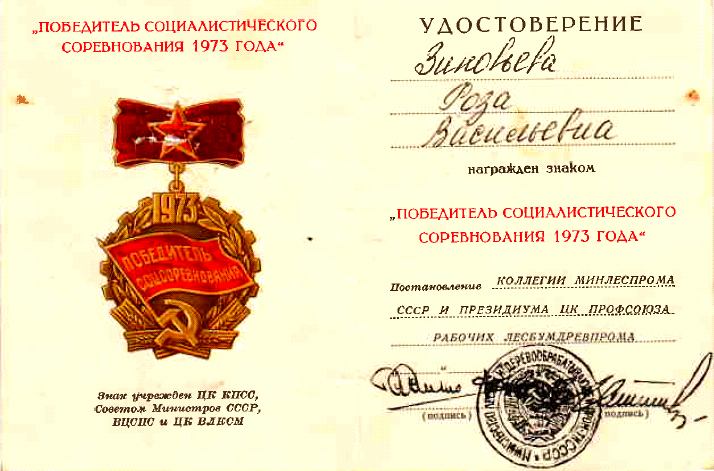 „ПОБЕДИТЕЛЬ СОЦИАЛИСТИЧЕСКОГО
СОРЕВНОВАНИЯ 1973 ГОДА“
1973
ПОБЕДИТЕЛЬ
СОЦСОРЕВНОВАНИЯ
Знак учрежден ЦК КПСС,
Советом Министров СССР,
ВЦСПС и ЦК ВЛКСМ
УДОСТОВЕРЕНИЕ
Зиновьева
Роза
Васильевна
награжден знаком
„ПОБЕДИТЕЛЬ СОЦИАЛИСТИЧЕСКОГО
СОРЕВНОВАНИЯ 1973 ГОДА“
Постановление КОЛЛЕГИИ МИНЛЕСПРОМА
СССР И ПРЕЗИДИУМА ЦК ПРОФСОЮЗА
РАБОЧИХ ЛЕСБУМДРЕВПРОМА
(подпись) (подпись)